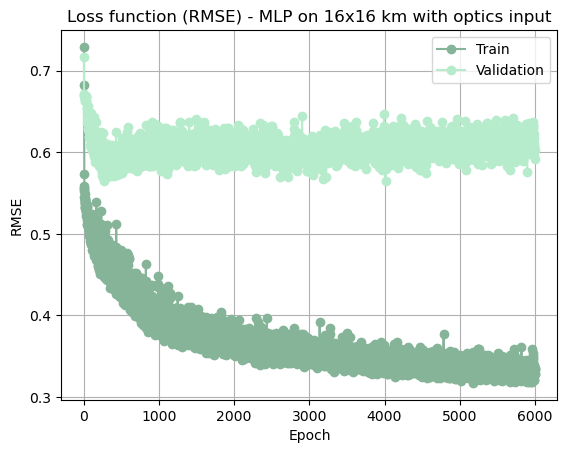 Loss function (RMSE) - MLP on 16x16 km with optics input
Train
Validation
RMSE
0.7
0.6
0.5
0.4
0.3
0
1000
2000
3000
4000
5000
6000
Epoch